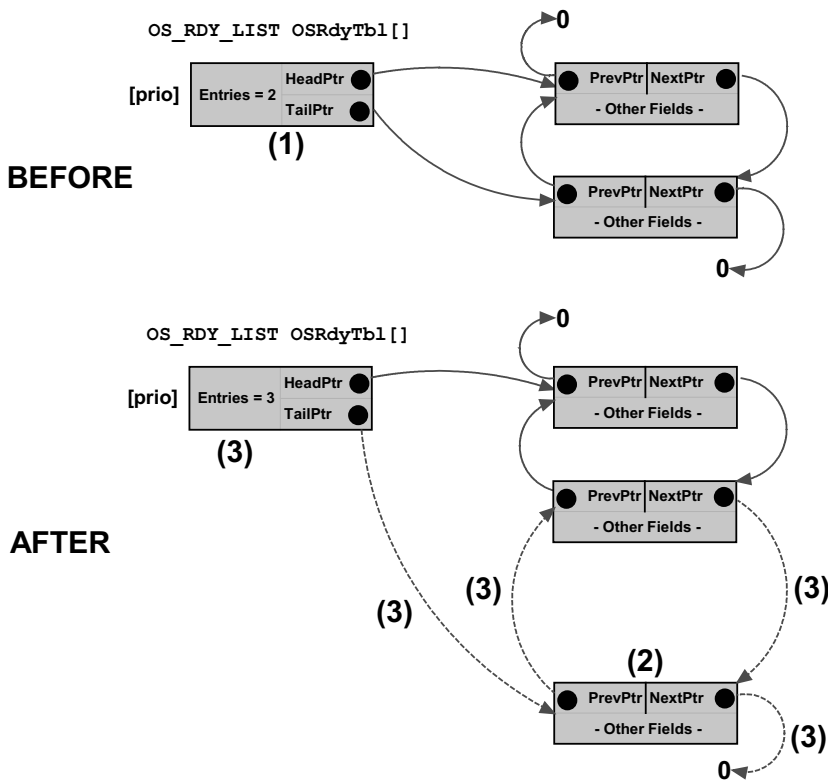 0
OS_RDY_LIST OSRdyTbl[]
[prio] Entries = 2 HeadPtr PrevPtr NextPtr
TailPtr - Other Fields -
(1)
BEFORE
PrevPtr NextPtr
- Other Fields -
0
0
OS_RDY_LIST OSRdyTbl[]
[prio] Entries = 3 HeadPtr PrevPtr NextPtr
TailPtr - Other Fields -
(3)
PrevPtr NextPtr
- Other Fields -
AFTER
(3) (3) (3)
(2)
PrevPtr NextPtr
- Other Fields - (3)
0